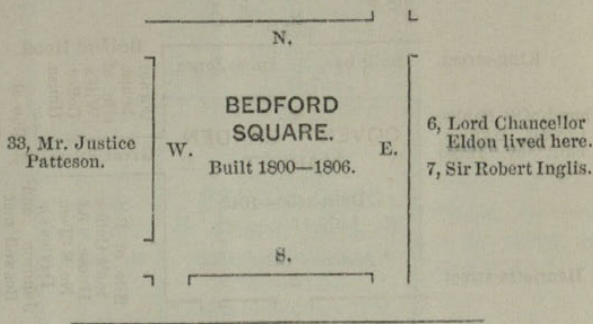 N.
BEDFORD
SQUARE.
Built 1800—1806.
W.
E.
S.
33, Mr. Justice
Patteson.
6, Lord Chancellor
Eldon lived here.
7, Sir Robert Inglis.